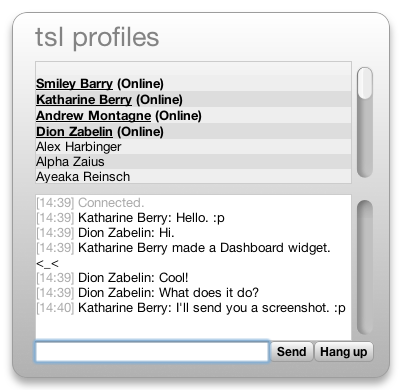 tsl profiles
Smiley Barry (Online)
Katharine Berry (Online)
Andrew Montagne (Online)
Dion Zabelin (Online)
Alex Harbinger
Alpha Zaius
Ayeaka Reinsch
[14:39] Connected.
[14:39] Katharine Berry: Hello. :p
[14:39] Dion Zabelin: Hi.
[14:39] Katharine Berry made a Dashboard widget.
<_<
[14:39] Dion Zabelin: Cool!
[14:39] Dion Zabelin: What does it do?
[14:40] Katharine Berry: I'll send you a screenshot. :p
Send Hang up